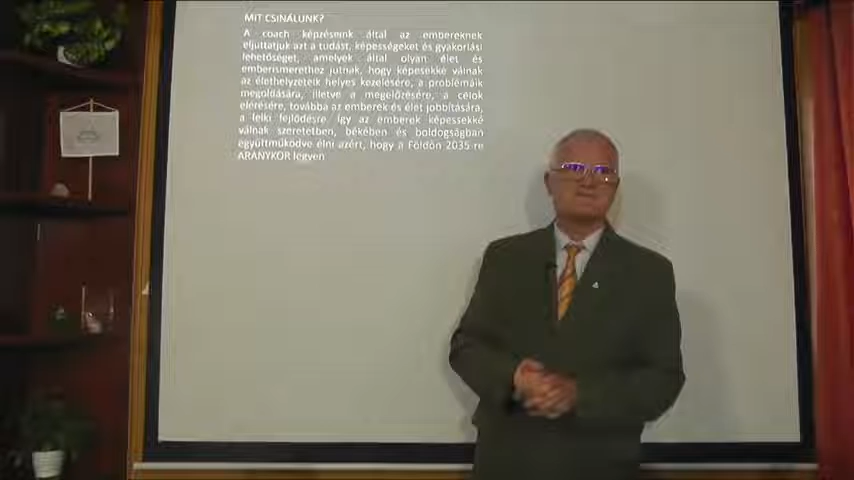 MIT CSINÁLUNK?
A coach képzéseink által az embereknek
eljuttatjuk azt a tudást, képességeket és gyakorlási
lehetőséget, amelyek által olyan élet és
emberismerethez jutnak, hogy képesekké válnak
az élethelyzeteik helyes kezelésére, a problémáik
megoldására, illetve a megelőzésére, a célok
elérésére, továbba az emberek és élet jobbítására,
a lelki fejlődésre így az emberek képessekké
válnak szeretetben, békében és boldogságban
együttműködve élni azért, hogy a Földön 2035-re
ARANYKOR legyen